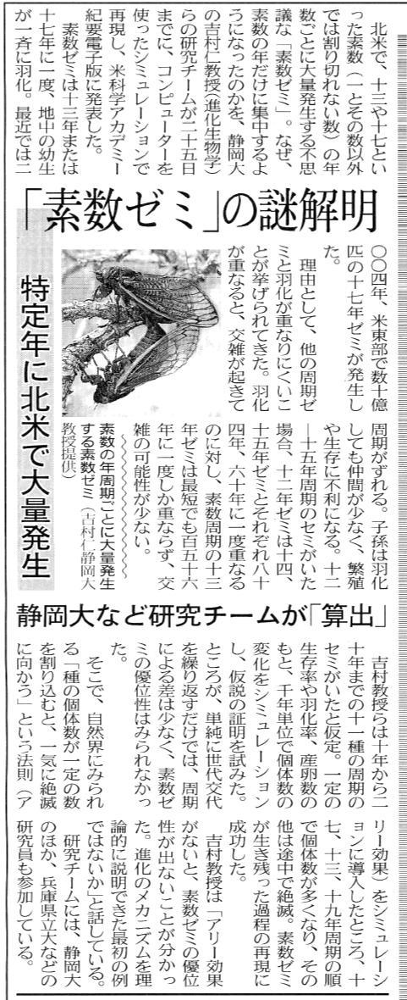 「素数ゼミ」の謎解明
特定年に北米で大量発生
静岡大など研究チームが「算出」
北米で、十三や十七とい
った素数（一とその数以外
では割り切れない数）の年
数ごとに大量発生する不思
議な「素数ゼミ」。なぜ、
素数の年だけに集中するよ
うになったのかを、静岡大
の吉村仁教授（進化生物学）
らの研究チームが二十五日
までに、コンピューターを
使ったシミュレーションで
再現し、米科学アカデミー
紀要電子版に発表した。
素数ゼミは十三年または
十七年に一度、地中の幼生
が一斉に羽化。最近では二
〇〇四年、米東部で数十億
匹の十七年ゼミが発生し
た。
理由として、他の周期ゼ
ミと羽化が重なりにくいこ
とが挙げられてきた。羽化
が重なると、交雑が起きて
周期がずれる。子孫は羽化
しても仲間が少なく、繁殖
や生存に不利になる。十二
―十五年周期のセミがいた
場合、十二年ゼミは十四、
十五年ゼミとそれぞれ八十
四年、六十年に一度重なる
のに対し、素数周期の十三
年ゼミは最短でも百五十六
年に一度しか重ならず、交
雑の可能性が少ない。
素数の年周期ごとに大量発生
する素数ゼミ（吉村仁静岡大
教授提供）
吉村教授らは十年から二
十年までの十一種の周期の
セミがいたと仮定。一定の
生存率や羽化率、産卵数の
もと、千年単位で個体数の
変化をシミュレーション
し、仮説の証明を試みた。
ところが、単純に世代交代
を繰り返すだけでは、周期
による差は少なく、素数ゼ
ミの優位性はみられなかっ
た。
そこで、自然界にみられ
る「種の個体数が一定の数
を割り込むと、一気に絶滅
に向かう」という法則（ア
リー効果）をシミュレーシ
ョンに導入したところ、十
七、十三、十九年周期の順
で個体数が多くなり、その
他は途中で絶滅。素数ゼミ
が生き残った過程の再現に
成功した。
吉村教授は「アリー効果
がないと、素数ゼミの優位
性が出ないことが分かっ
た。進化のメカニズムを理
論的に説明できた最初の例
ではないか」と話している。
研究チームには、静岡大
のほか、兵庫県立大などの
研究員も参加している。